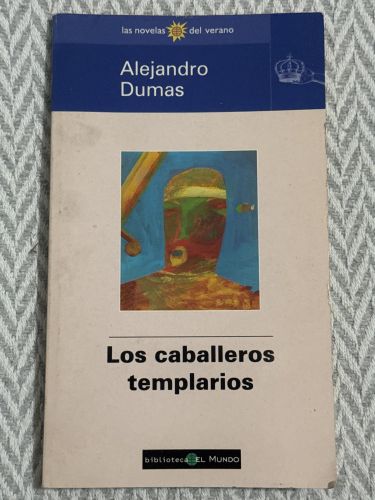 las novelas del verano
Alejandro
Dumas
Los caballeros
templarios
biblioteca EL MUNDO